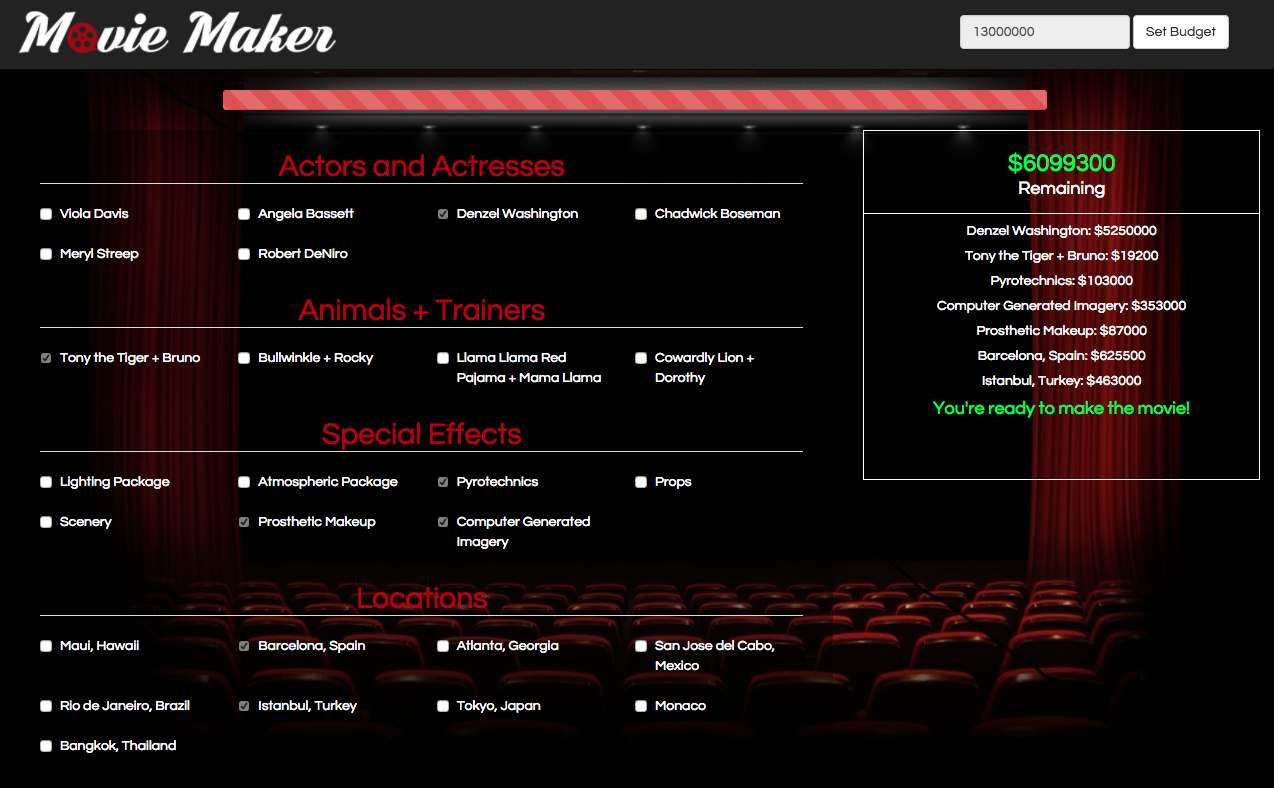 Movie Maker
13000000
Set Budget
Actors and Actresses
Viola Davis
Angela Bassett
Denzel Washington
Chadwick Boseman
Meryl Streep
Robert DeNiro
Animals + Trainers
Tony the Tiger + Bruno
Bullwinkle + Rocky
Llama Llama Red
Pajama + Mama Llama
Cowardly Lion +
Dorothy
Special Effects
Lighting Package
Atmospheric Package
Pyrotechnics
Props
Scenery
Prosthetic Makeup
Computer Generated
Imagery
Locations
Maui, Hawaii
Barcelona, Spain
Atlanta, Georgia
San Jose del Cabo,
Mexico
Rio de Janeiro, Brazil
Istanbul, Turkey
Tokyo, Japan
Monaco
Bangkok, Thailand
$6099300
Remaining
Denzel Washington: $5250000
Tony the Tiger + Bruno: $19200
Pyrotechnics: $103000
Computer Generated Imagery: $353000
Prosthetic Makeup: $87000
Barcelona, Spain: $625500
Istanbul, Turkey: $463000
You're ready to make the movie!